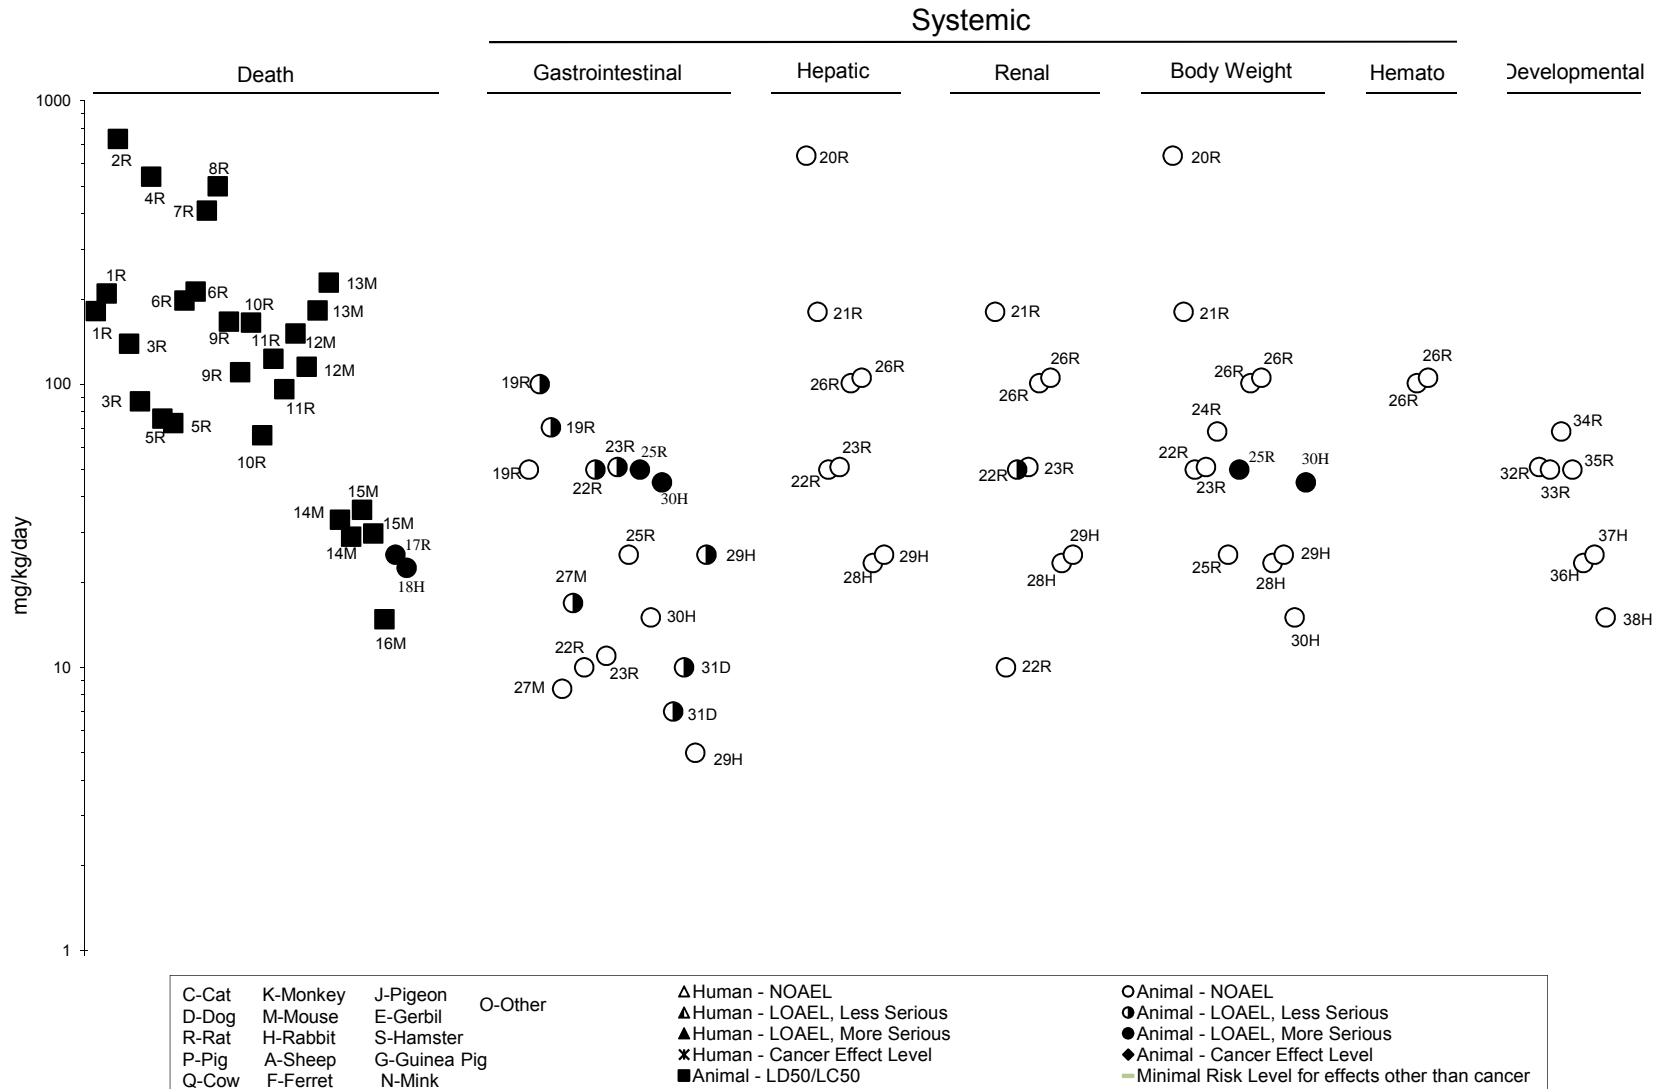 Systemic
Death Gastrointestinal Hepatic Renal Body Weight Hemato Developmental
mg/kg/day
1000
100
10
1
2R
4R
8R
7R
1R
1R
6R
6R
3R
9R
10R
11R
13M
13M
12M
12M
9R
11R
3R
5R
5R
10R
15M
14M
15M
14M
17R
18H
16M
19R
19R
19R
23R
25R
22R
30H
25R
29H
27M
30H
22R
23R
27M
31D
31D
29H
20R
21R
26R
26R
23R
22R
29H
28H
21R
26R
26R
22R
23R
29H
28H
22R
20R
21R
26R
26R
24R
22R
23R
25R
30H
25R
29H
28H
30H
26R
26R
34R
32R
33R
35R
37H
36H
38H
C-Cat K-Monkey J-Pigeon O-Other
D-Dog M-Mouse E-Gerbil
R-Rat H-Rabbit S-Hamster
P-Pig A-Sheep G-Guinea Pig
Q-Cow F-Ferret N-Mink
Human - NOAEL
Human - LOAEL, Less Serious
Human - LOAEL, More Serious
Human - Cancer Effect Level
Animal - LD50/LC50
Animal - NOAEL
Animal - LOAEL, Less Serious
Animal - LOAEL, More Serious
Animal - Cancer Effect Level
Minimal Risk Level for effects other than cancer